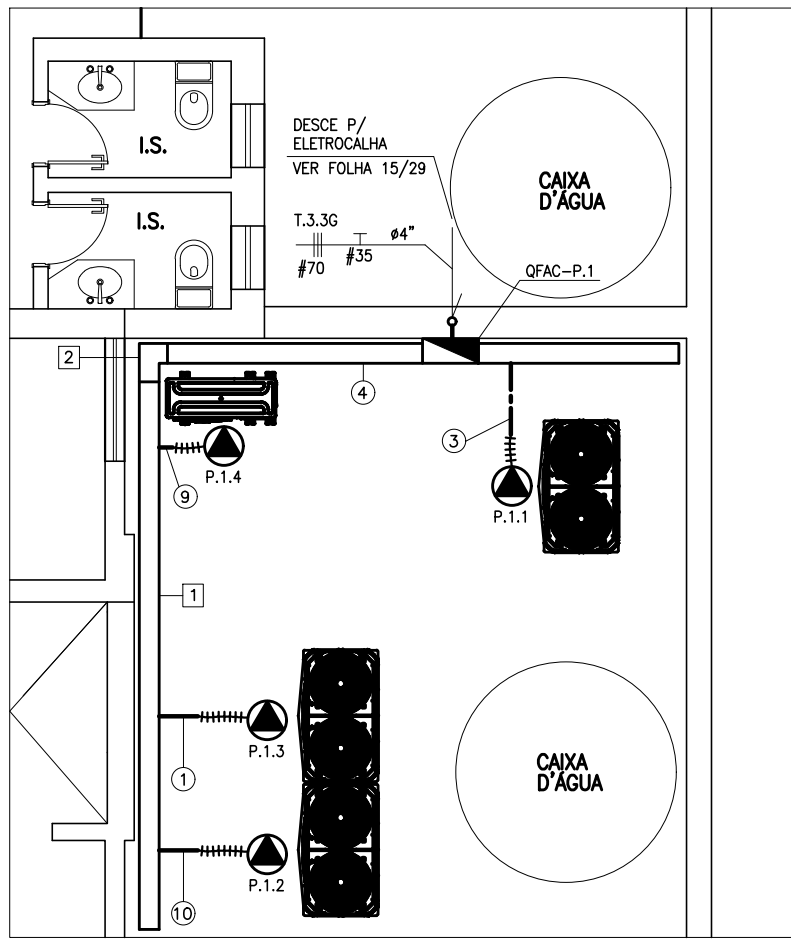 I.S.
I.S.
DESCE P/
ELETROCALHA
VER FOLHA 15/29
T.3.3G
ø4"
#70
#35
CAIXA
D'ÁGUA
QFAC-P.1
2
4
3
9
P.1.4
P.1.1
1
P.1.3
1
P.1.2
10
CAIXA
D'ÁGUA